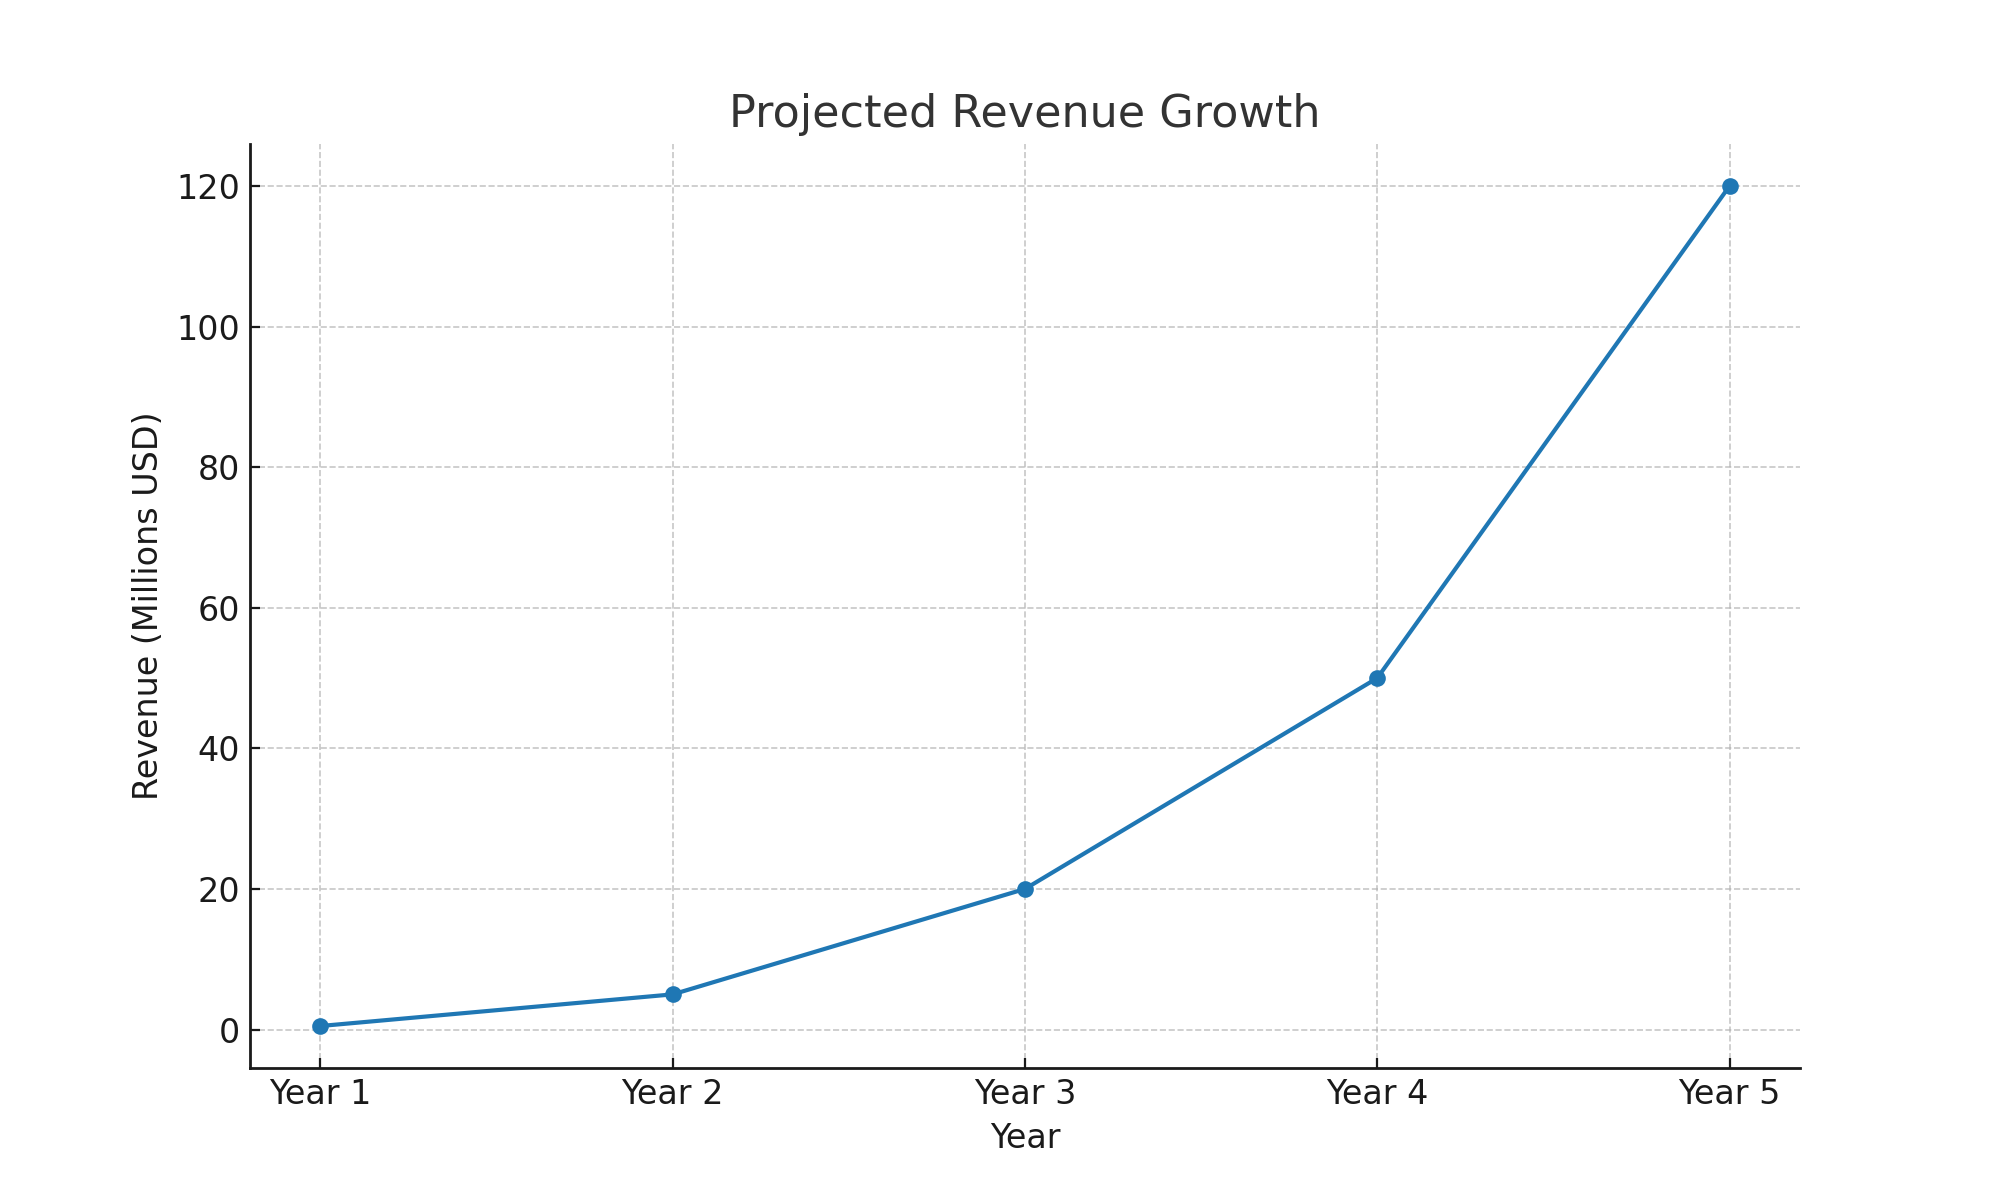 Projected Revenue Growth
120
100
80
60
40
20
0
Revenue (Millions USD)
Year 1 Year 2 Year 3 Year 4 Year 5
Year